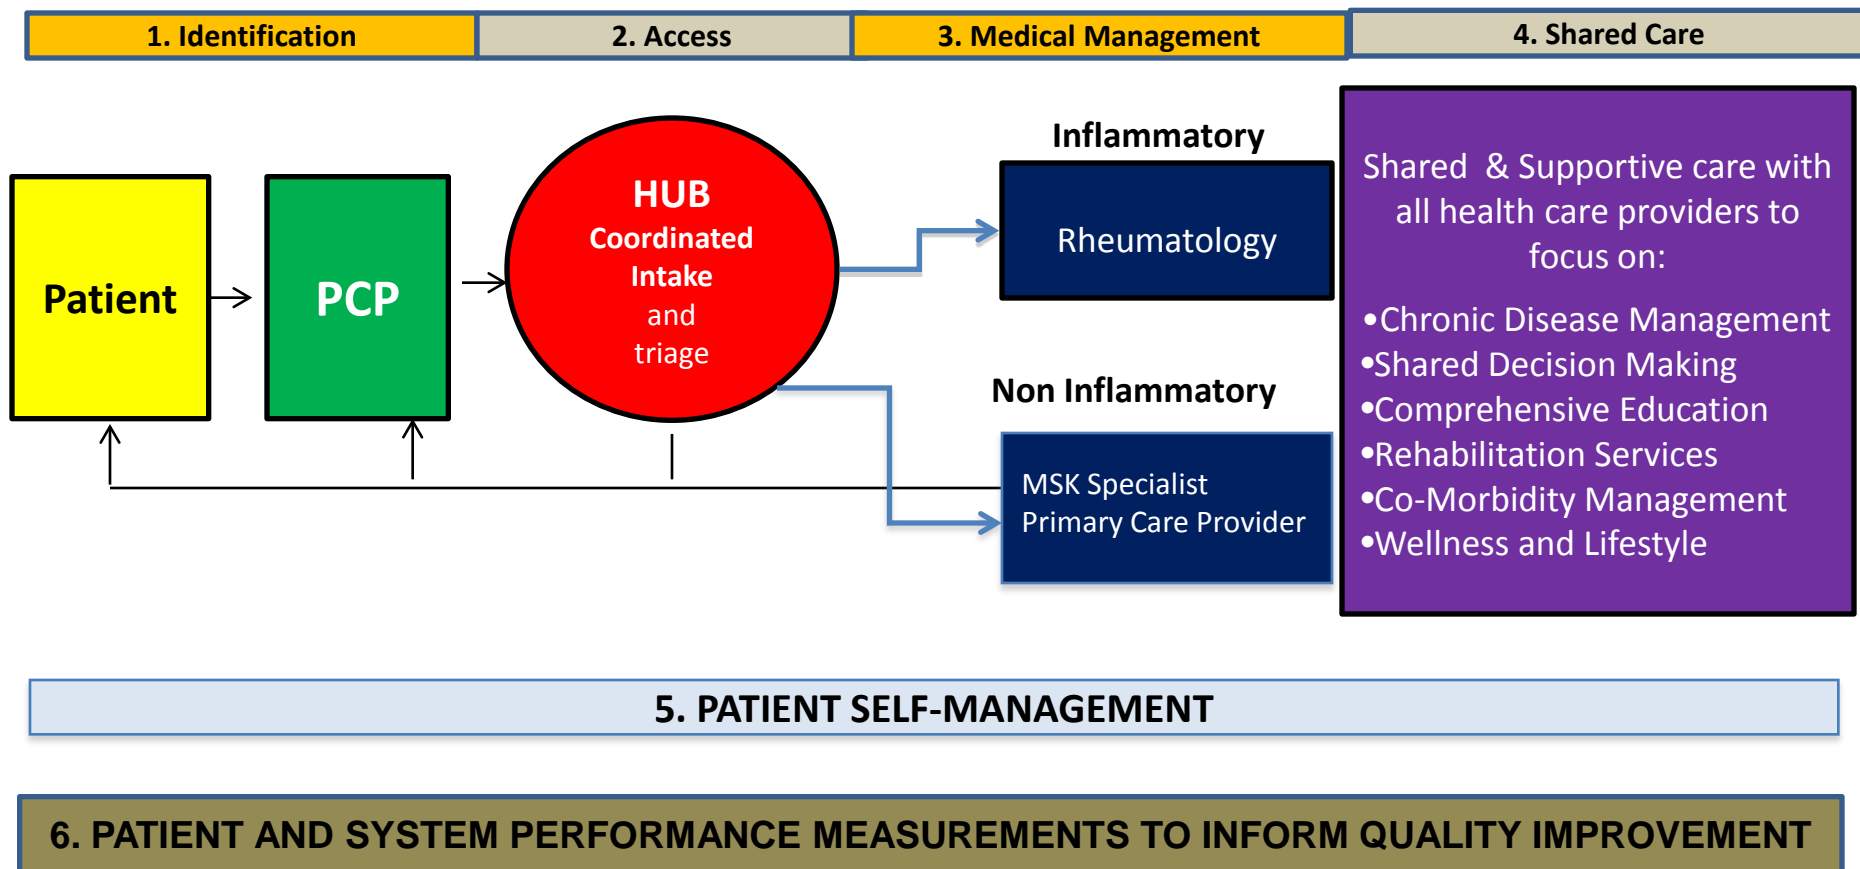 1. Identification
2. Access
3. Medical Management
4. Shared Care
Patient
PCP
HUB
Coordinated
Intake
and
triage
Inflammatory
Rheumatology
Non Inflammatory
MSK Specialist
Primary Care Provider
Shared & Supportive care with
all health care providers to
focus on:
•Chronic Disease Management
•Shared Decision Making
•Comprehensive Education
•Rehabilitation Services
•Co-Morbidity Management
•Wellness and Lifestyle
5. PATIENT SELF-MANAGEMENT
6. PATIENT AND SYSTEM PERFORMANCE MEASUREMENTS TO INFORM QUALITY IMPROVEMENT